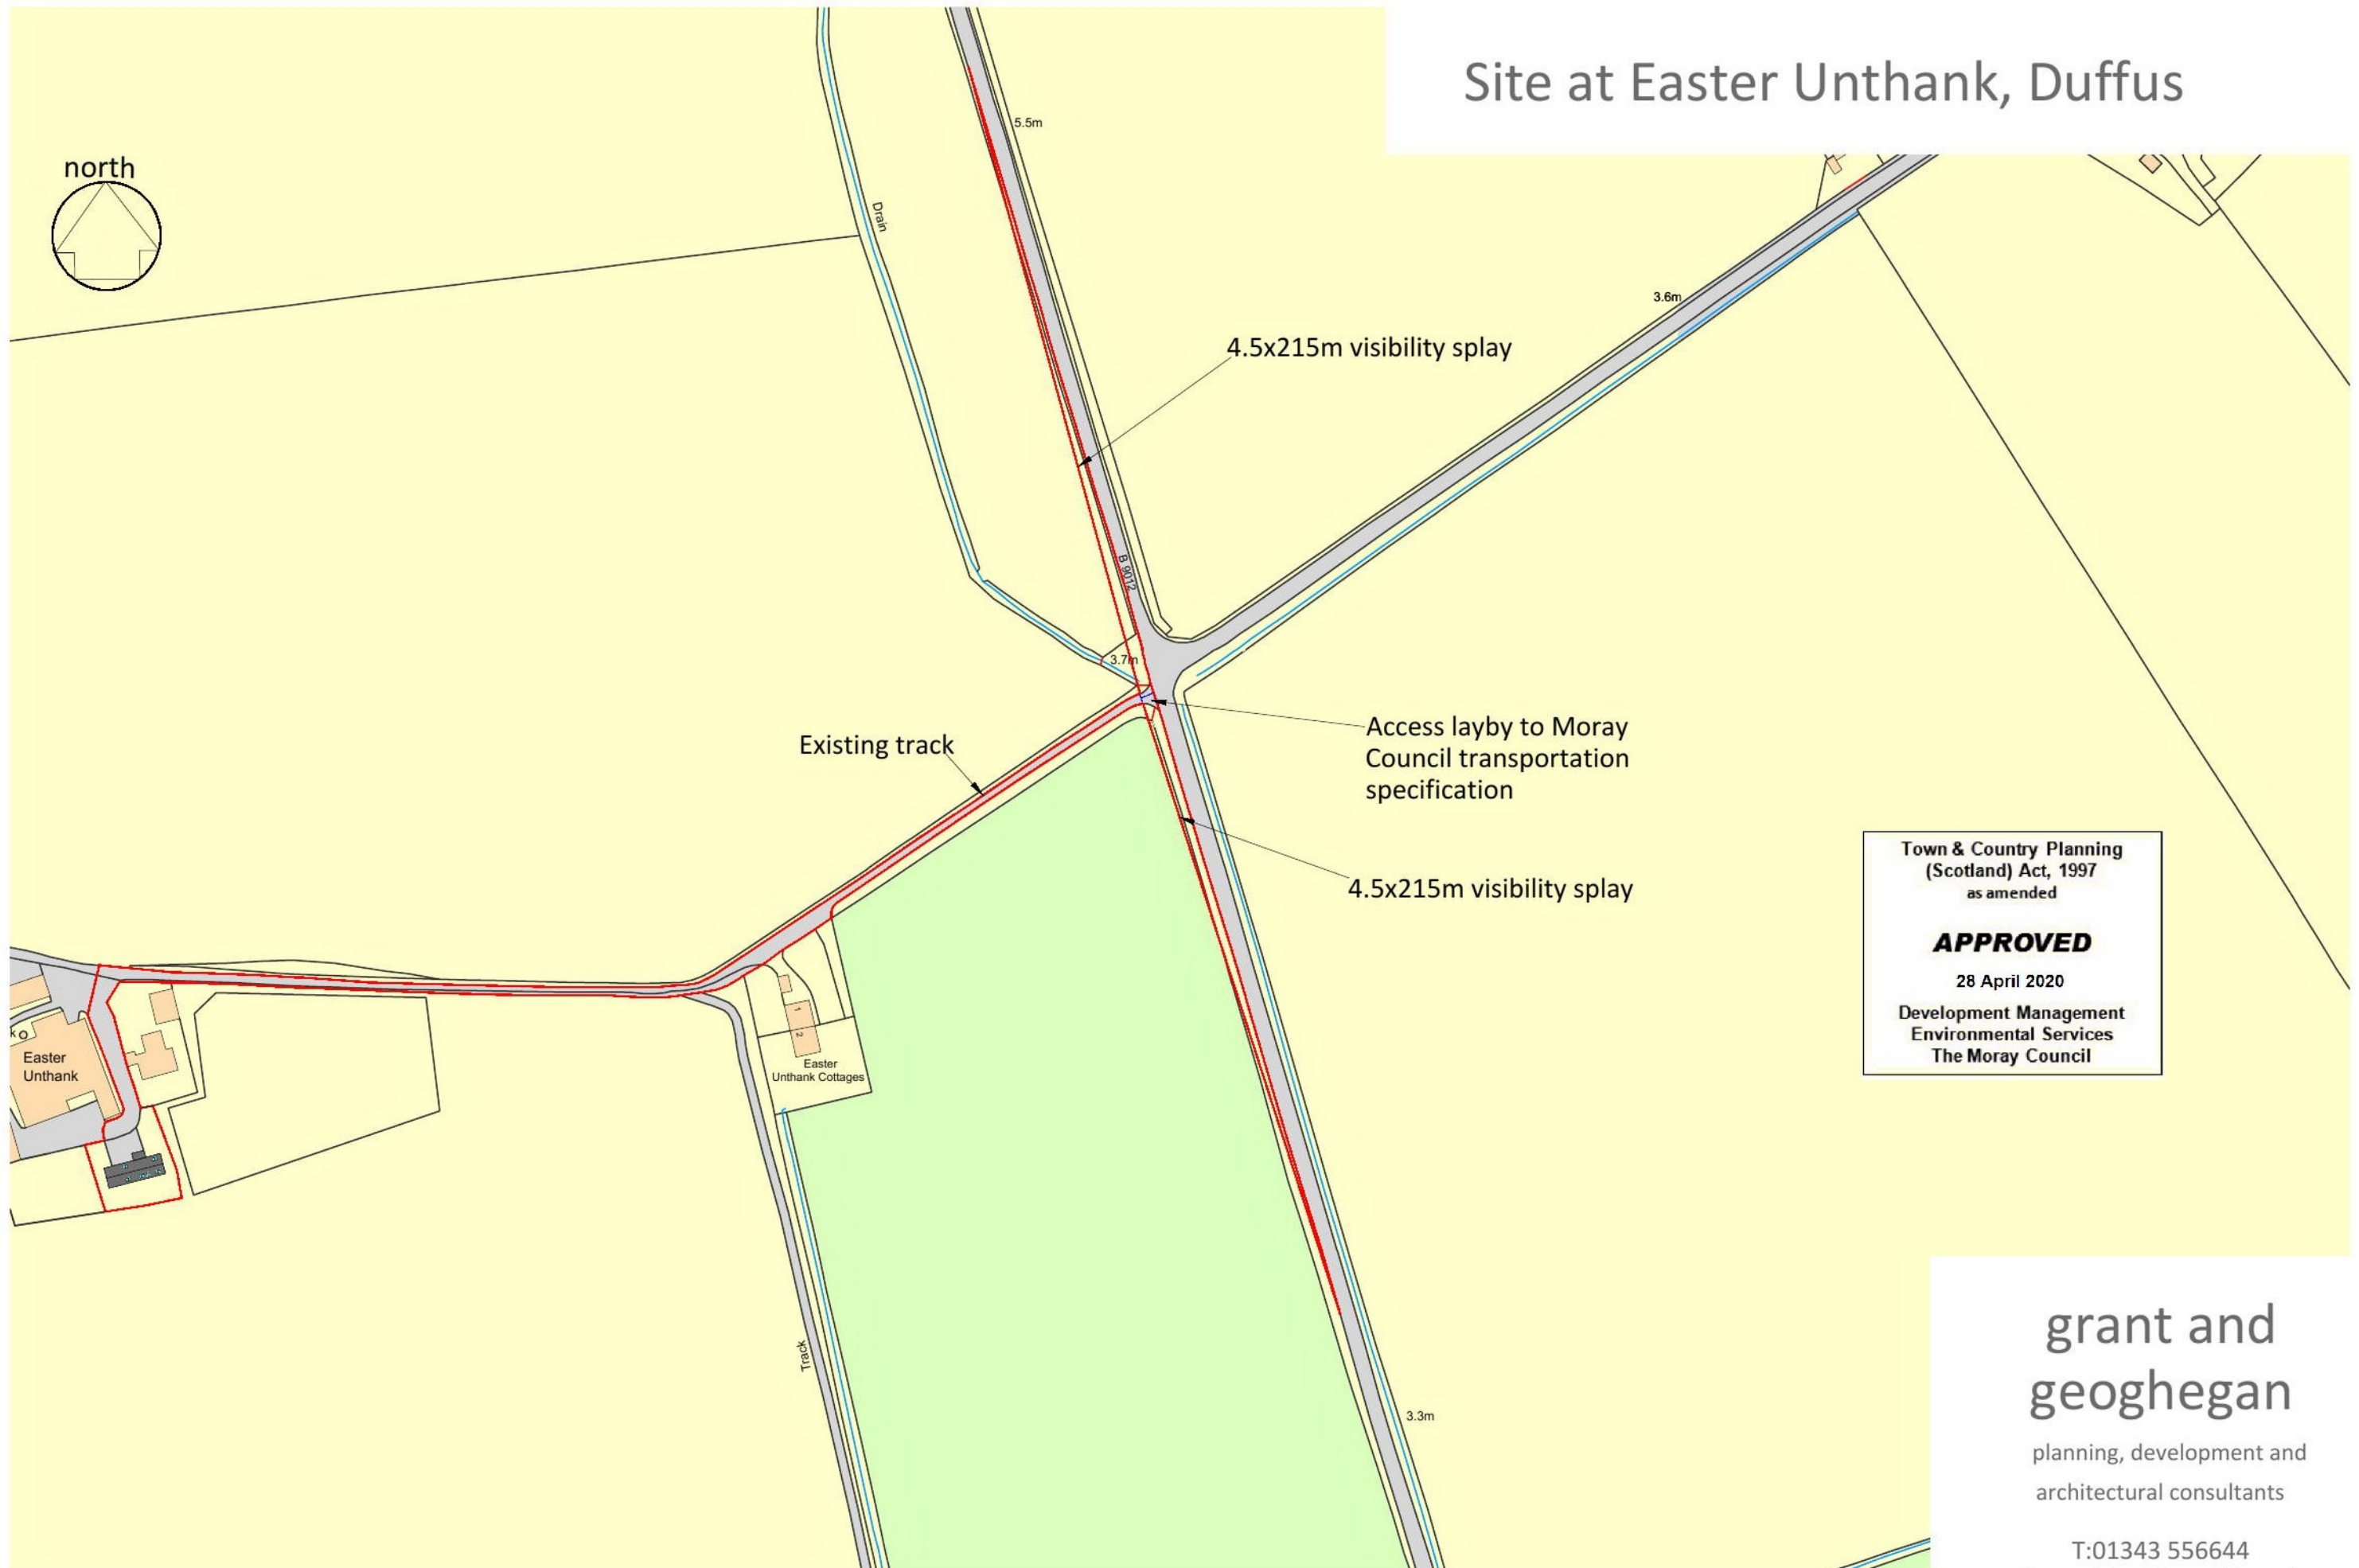 Site at Easter Unthank, Duffus
north
5.5m
Drain
3.6m
4.5x215m visibility splay
B 9012
3.7m
Existing track
Access layby to Moray
Council transportation
specification
4.5x215m visibility splay
Town & Country Planning
(Scotland) Act, 1997
as amended
APPROVED
28 April 2020
Development Management
Environmental Services
The Moray Council
Easter
Unthank
1
2
Easter
Unthank Cottages
Track
3.3m
grant and
geoghegan
planning, development and
architectural consultants
T:01343 556644